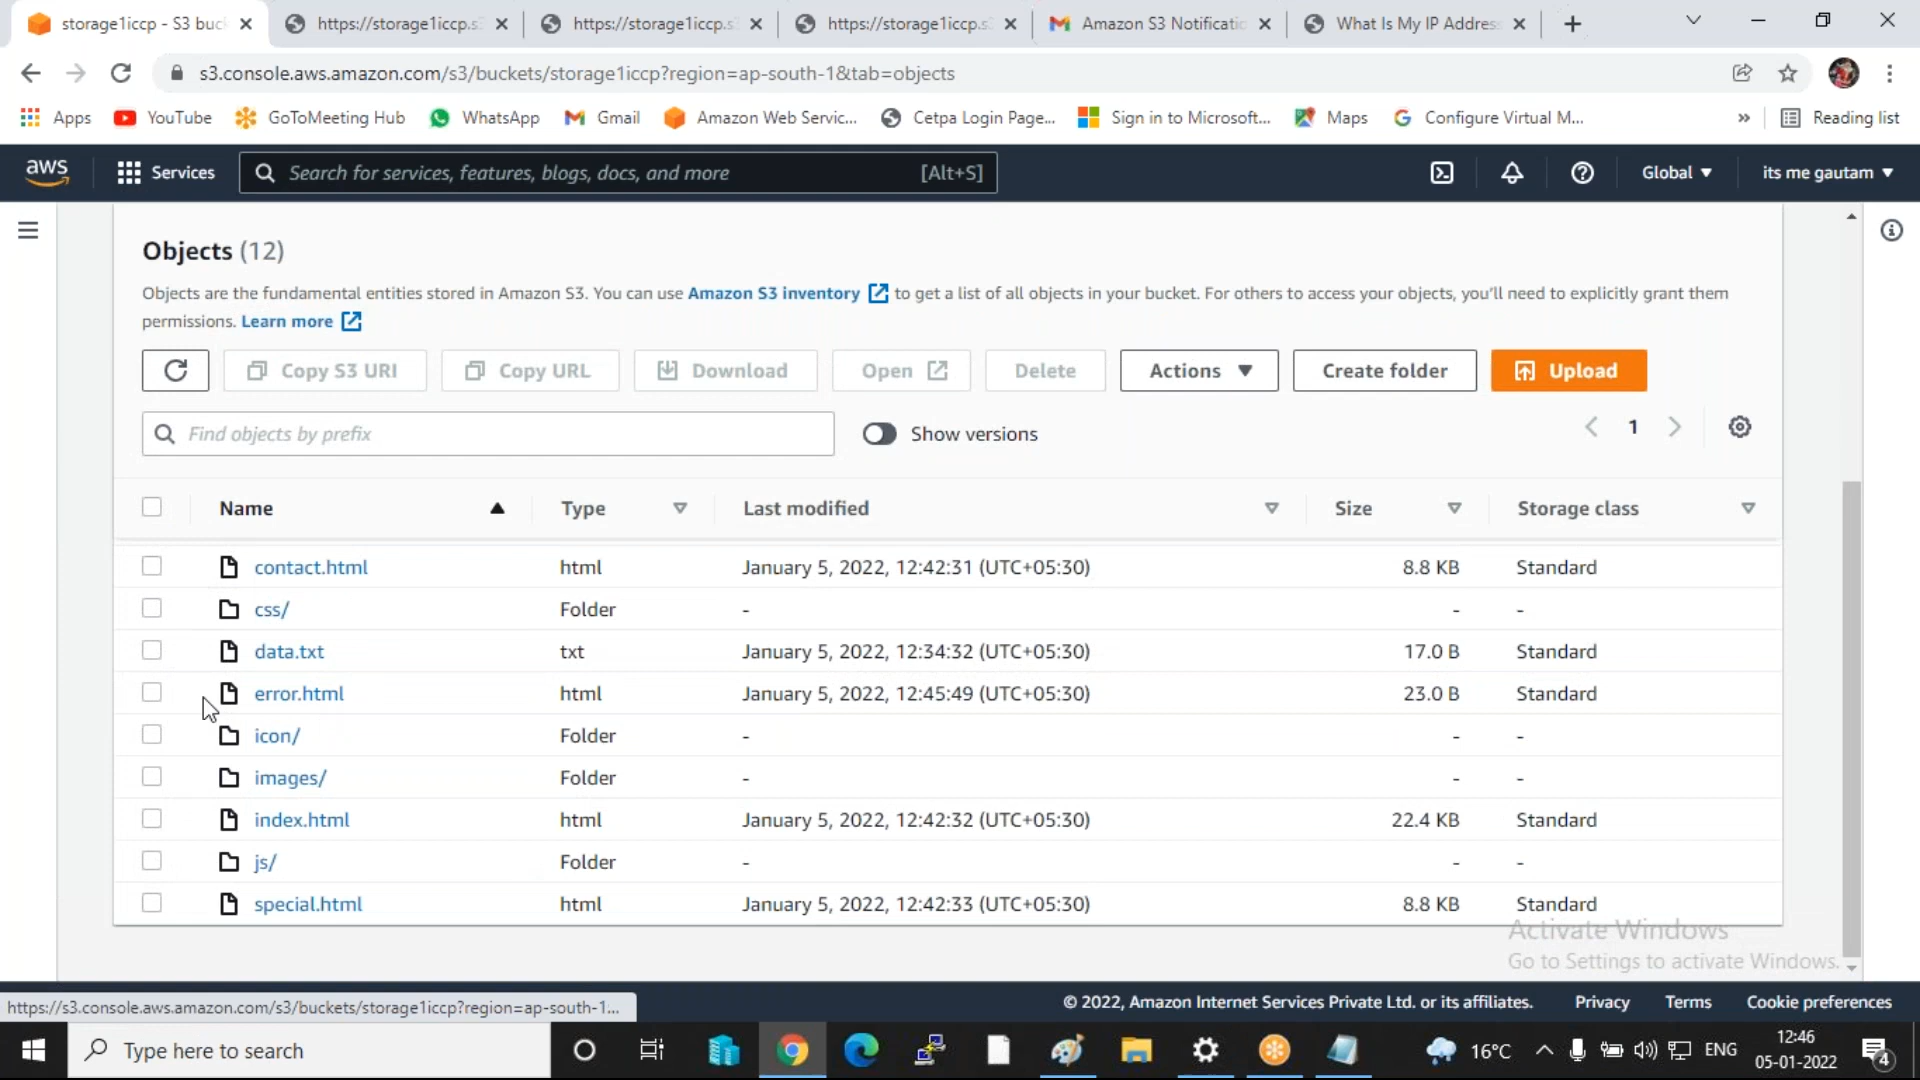 storage1iccp - S3 buc
https://storage1iccp.s
https://storage1iccp.s
https://storage1iccp.s
Amazon S3 Notificatio
What Is My IP Address
s3.console.aws.amazon.com/s3/buckets/storage1iccp?region=ap-south-1&tab=objects
Apps
YouTube
GoToMeeting Hub
WhatsApp
Gmail
Amazon Web Servic...
Cetpa Login Page...
Sign in to Microsoft...
Maps
Configure Virtual M...
»
Reading list
aws
Services
Search for services, features, blogs, docs, and more
[Alt+S]
Global
its me gautam
Objects (12)
Objects are the fundamental entities stored in Amazon S3. You can use Amazon S3 inventory to get a list of all objects in your bucket. For others to access your objects, you'll need to explicitly grant them
permissions. Learn more
Copy S3 URI
Copy URL
Download
Open
Delete
Actions
Create folder
Upload
Find objects by prefix
Show versions
1
Name Type Last modified Size Storage class
contact.html html January 5, 2022, 12:42:31 (UTC+05:30) 8.8 KB Standard
css/ Folder - - -
data.txt txt January 5, 2022, 12:34:32 (UTC+05:30) 17.0 B Standard
error.html html January 5, 2022, 12:45:49 (UTC+05:30) 23.0 B Standard
icon/ Folder - - -
images/ Folder - - -
index.html html January 5, 2022, 12:42:32 (UTC+05:30) 22.4 KB Standard
js/ Folder - - -
special.html html January 5, 2022, 12:42:33 (UTC+05:30) 8.8 KB Standard
Activate Windows
Go to Settings to activate Windows.
https://s3.console.aws.amazon.com/s3/buckets/storage1iccp?region=ap-south-1...
© 2022, Amazon Internet Services Private Ltd. or its affiliates.
Privacy
Terms
Cookie preferences
Type here to search
16°C
ENG
12:46
05-01-2022
4